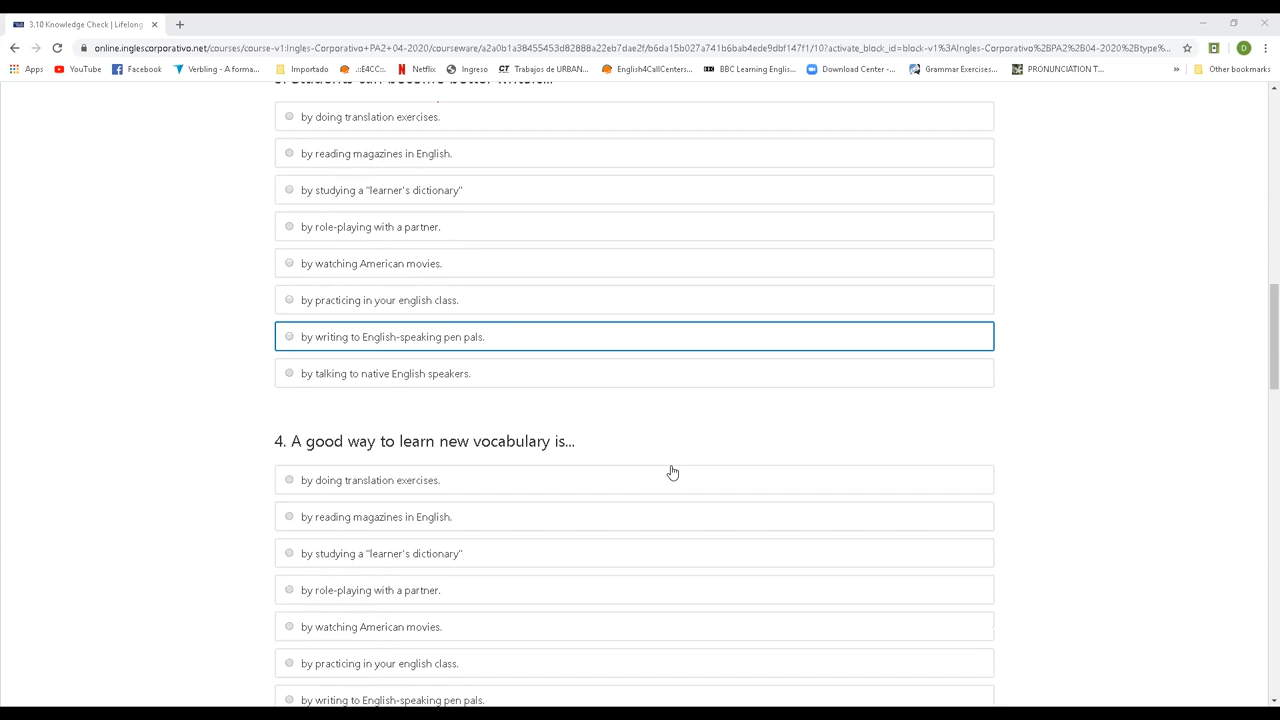 3.10 Knowledge Check | Lifelong
online.inglescorporativo.net/courses/course-v1:Ingles-Corporativo+PA2+04-2020/courseware/a2a0b1a38455453d82888a22eb7dae2f/b6da15b027a741b6bab4edd9dbf147f1/10?activate_block_id=block-v1%3AIngles-Corporativo%2BPA2%2B04-2020%2Btype%...
D
Apps YouTube Facebook Verbling - A forma... Importado .::E4CC::. Netflix Ingreso Trabajos de URBAN... English4CallCenters... BBC Learning Englis... Download Center -... Grammar Exercises... PRONUNCIATION T... » Other bookmarks
by doing translation exercises.
by reading magazines in English.
by studying a "learner's dictionary"
by role-playing with a partner.
by watching American movies.
by practicing in your english class.
by writing to English-speaking pen pals.
by talking to native English speakers.
4. A good way to learn new vocabulary is...
by doing translation exercises.
by reading magazines in English.
by studying a "learner's dictionary"
by role-playing with a partner.
by watching American movies.
by practicing in your english class.
by writing to English-speaking pen pals.